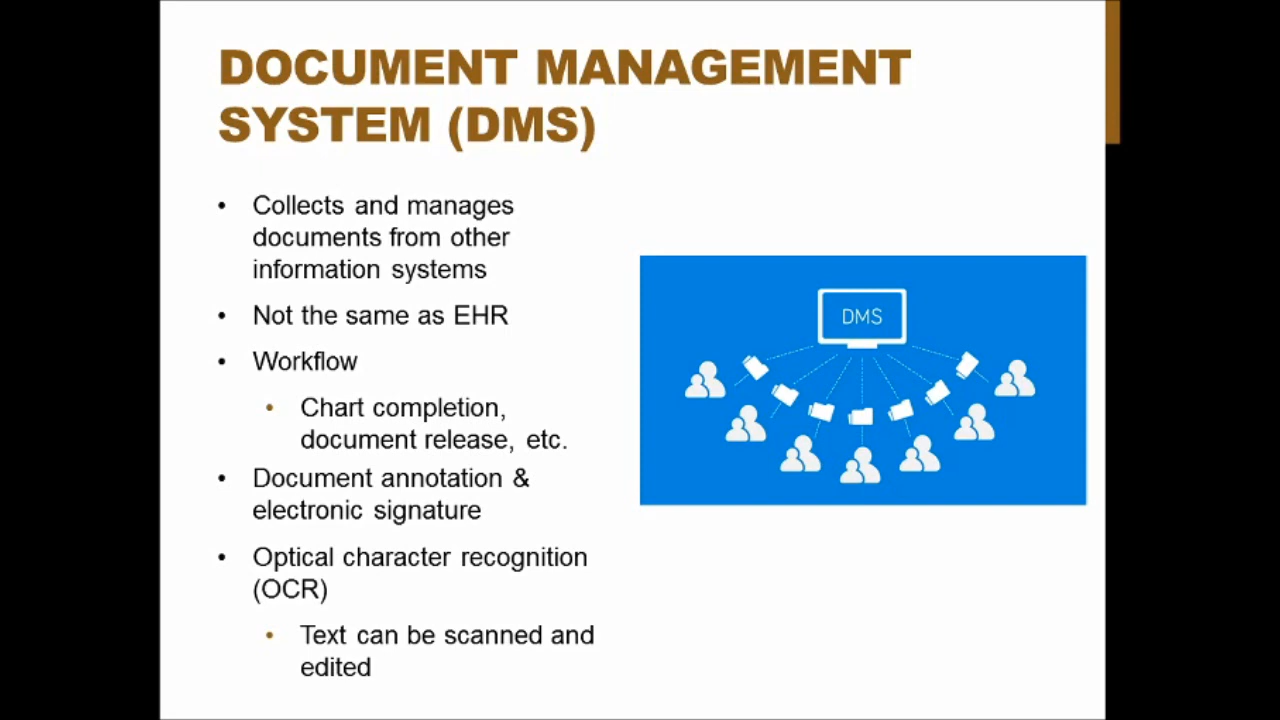 DOCUMENT MANAGEMENT
SYSTEM (DMS)
• Collects and manages
documents from other
information systems
• Not the same as EHR
• Workflow
• Chart completion,
document release, etc.
• Document annotation &
electronic signature
• Optical character recognition
(OCR)
• Text can be scanned and
edited
DMS